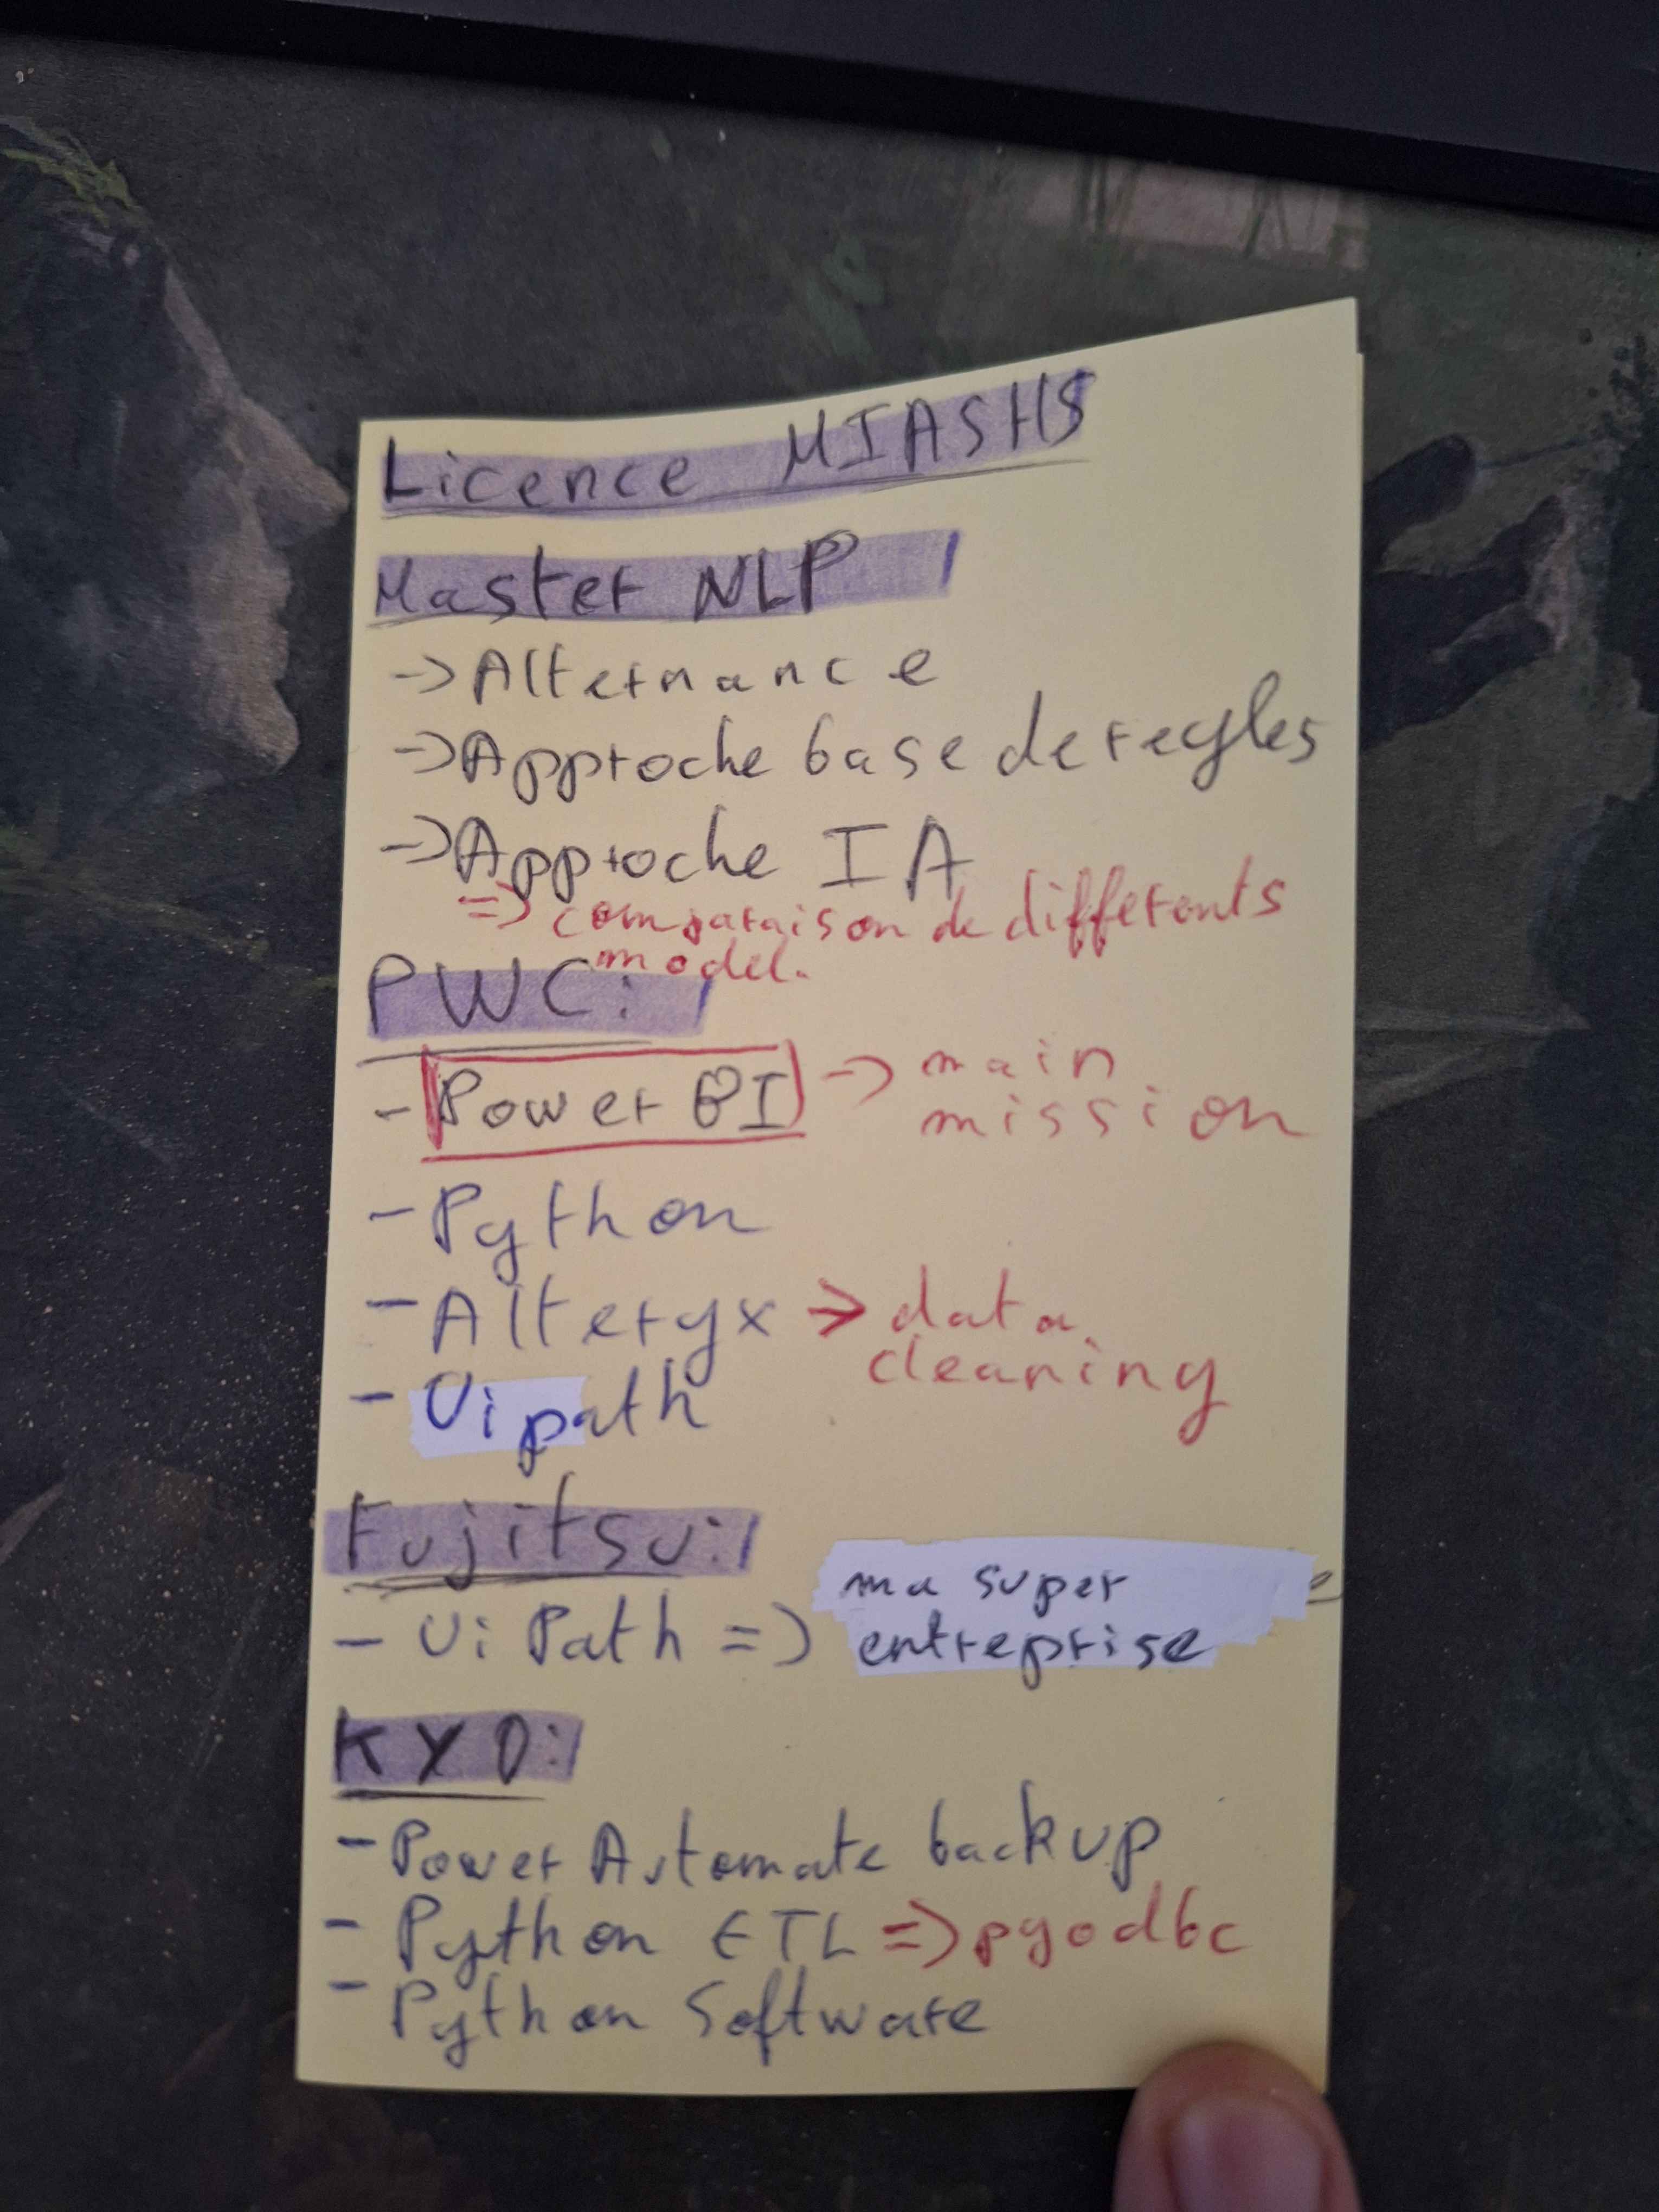 Licence MIASHS
Master NLP
-> Alternance
-> Approche base de regles
-> Approche IA
=> comparaison de differents
model.
PWC:
- Power BI -> main
mission
- Python
- Alteryx -> data
cleaning
- Uipath
Fujitsu:
- Ui Path => ma super
entreprise
KYO:
- Power Automate backup
- Python ETL => pyodbc
- Python Software